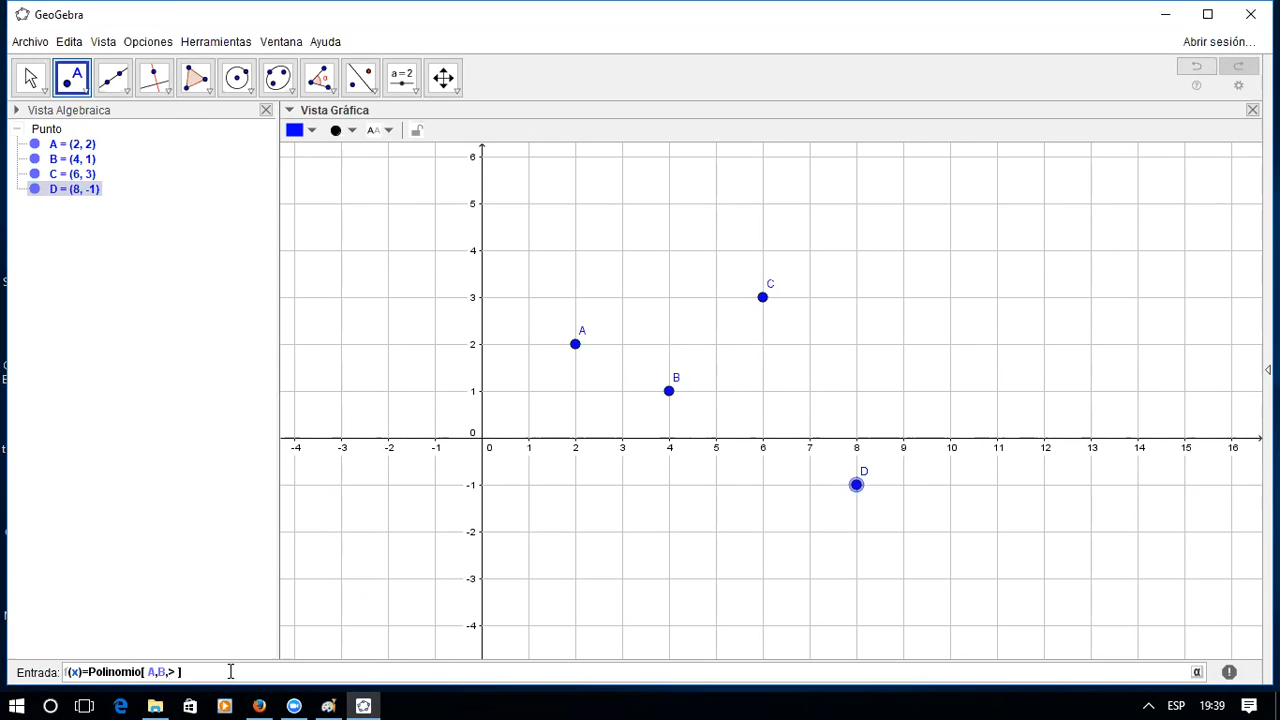 GeoGebra
Archivo Edita Vista Opciones Herramientas Ventana Ayuda Abrir sesión...
A α a=2
Vista Algebraica
Vista Gráfica
AA
Punto
A = (2, 2)
B = (4, 1)
C = (6, 3)
D = (8, -1)
6
5
4
3
2
1
0
-4 -3 -2 -1 0 1 2 3 4 5 6 7 8 9 10 11 12 13 14 15 16
-1
-2
-3
-4
C
A
B
D
Entrada: f(x)=Polinomio[ A,B,> ] α
ESP 19:39